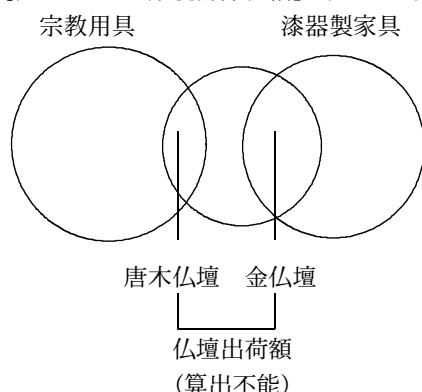 宗教用具 漆器製家具
唐木仏壇 金仏壇
仏壇出荷額
（算出不能）